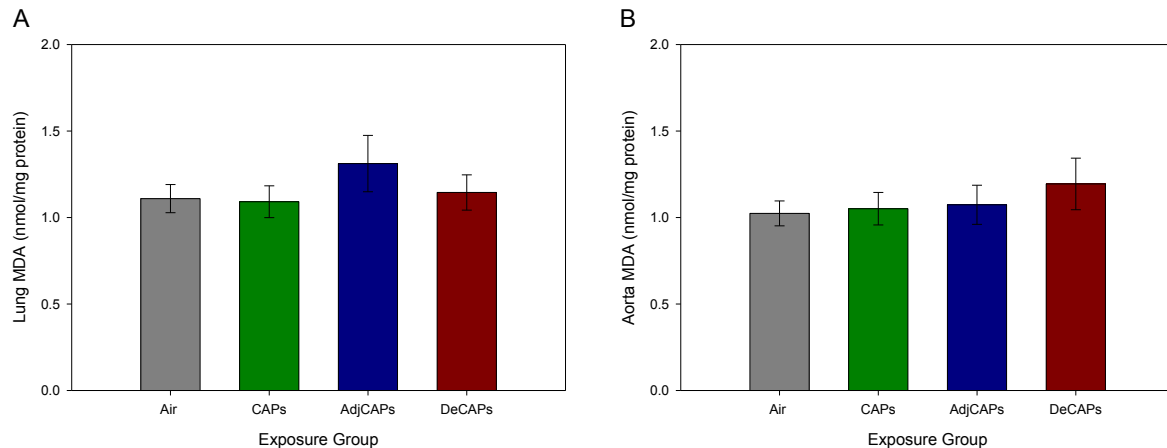 A
2.0
1.5
1.0
0.5
0.0
Lung MDA (nmol/mg protein)
Air CAPs AdjCAPs DeCAPs
Exposure Group
B
2.0
1.5
1.0
0.5
0.0
Aorta MDA (nmol/mg protein)
Air CAPs AdjCAPs DeCAPs
Exposure Group